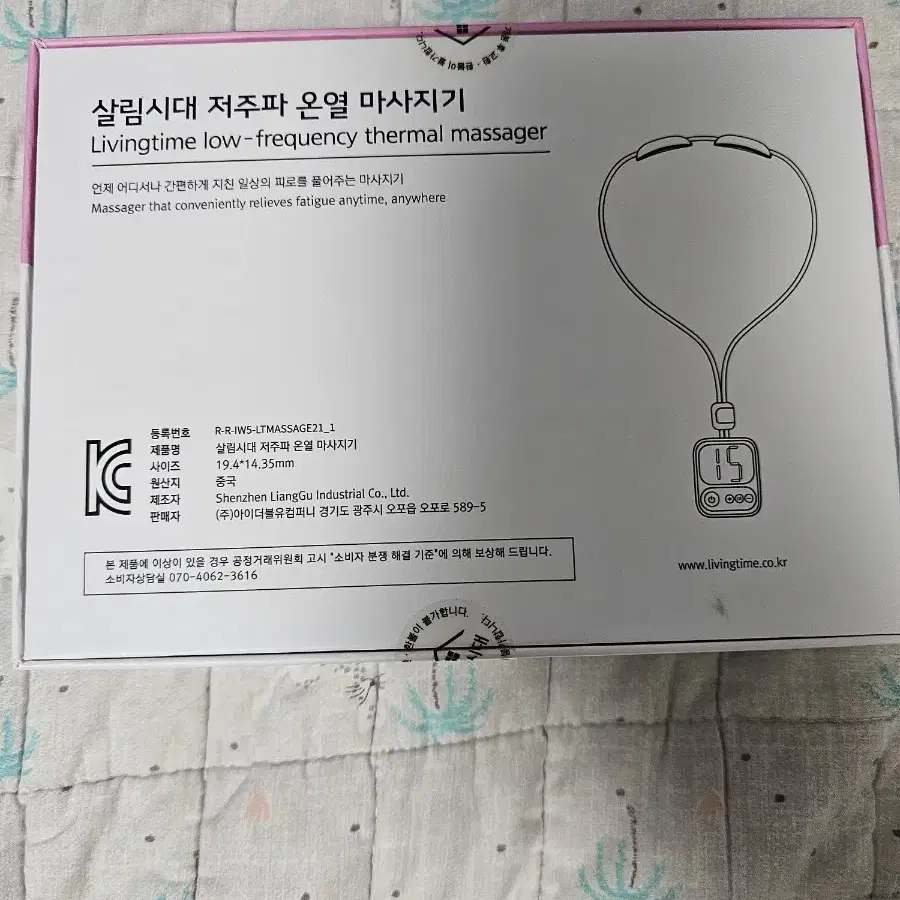 살림시대 저주파 온열 마사지기
Livingtime low-frequency thermal massager
언제 어디서나 간편하게 지친 일상의 피로를 풀어주는 마사지기
Massager that conveniently relieves fatigue anytime, anywhere
15
KC
등록번호 R-R-IW5-LTMASSAGE21_1
제품명 살림시대 저주파 온열 마사지기
사이즈 19.4*14.35mm
원산지 중국
제조자 Shenzhen LiangGu Industrial Co., Ltd.
판매자 (주)아이더블유컴퍼니 경기도 광주시 오포읍 오포로 589-5
본 제품에 이상이 있을 경우 공정거래위원회 고시 "소비자 분쟁 해결 기준"에 의해 보상해 드립니다.
소비자상담실 070-4062-3616
www.livingtime.co.kr
환불이 불가합니다.